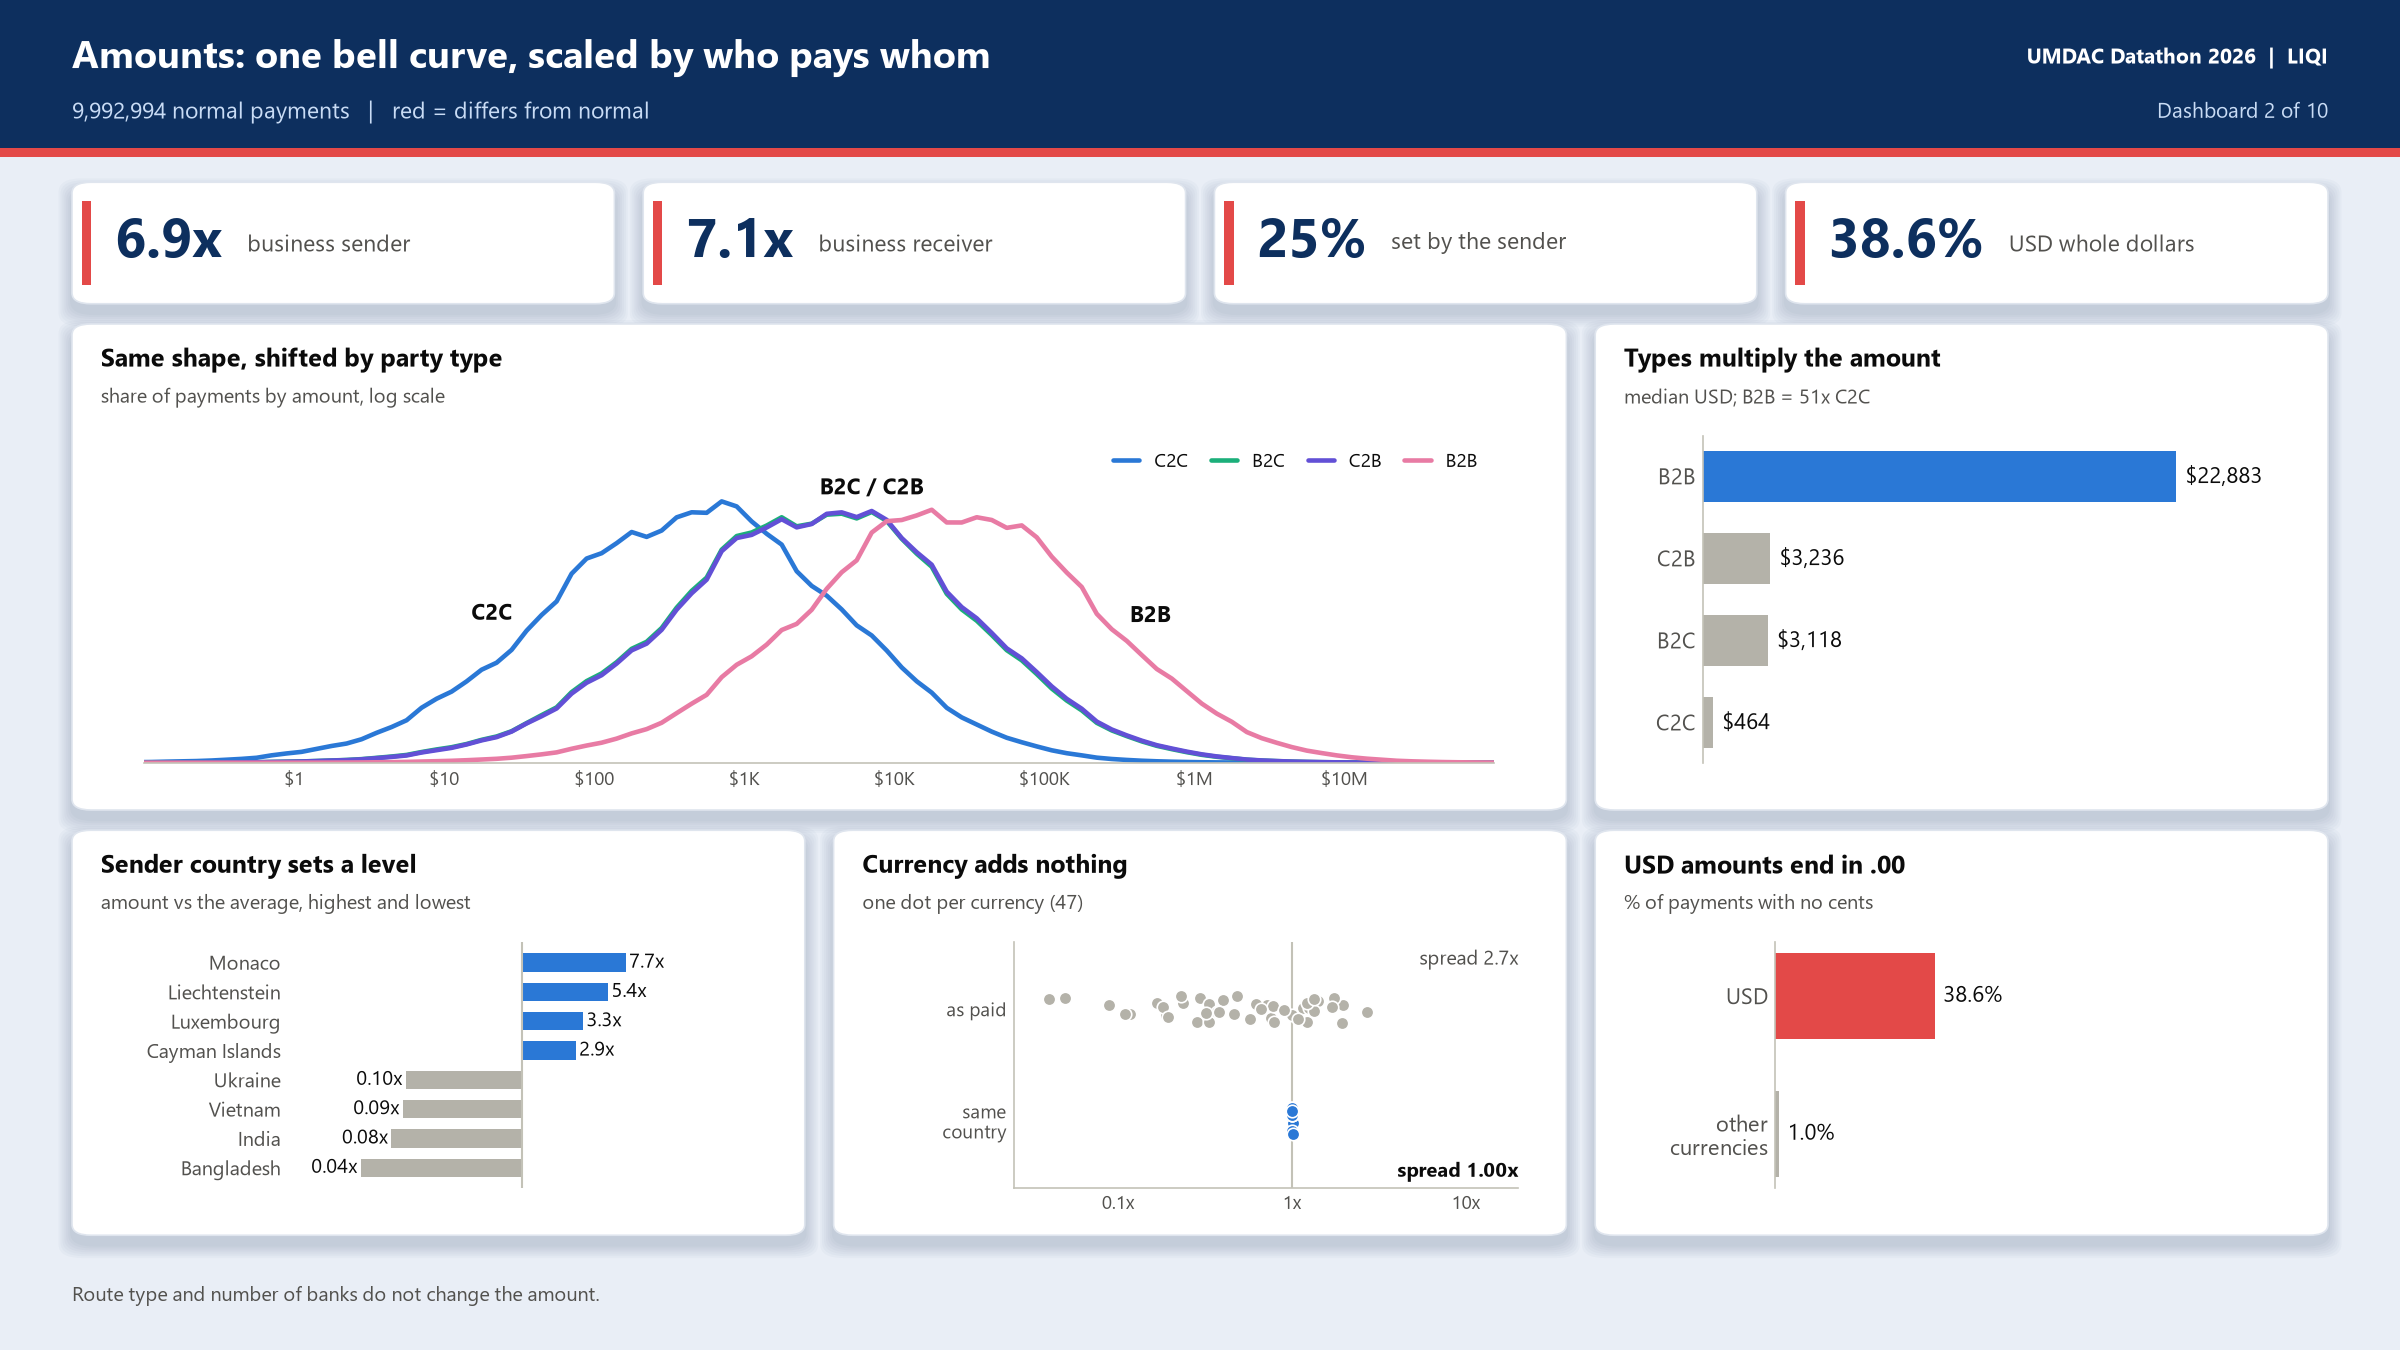 Amounts: one bell curve, scaled by who pays whom
UMDAC Datathon 2026 | LIQI
9,992,994 normal payments | red = differs from normal
Dashboard 2 of 10
6.9x business sender
7.1x business receiver
25% set by the sender
38.6% USD whole dollars
Same shape, shifted by party type
share of payments by amount, log scale
C2C B2C C2B B2B
B2C / C2B
C2C
B2B
$1 $10 $100 $1K $10K $100K $1M $10M
Types multiply the amount
median USD; B2B = 51x C2C
B2B $22,883
C2B $3,236
B2C $3,118
C2C $464
Sender country sets a level
amount vs the average, highest and lowest
Monaco 7.7x
Liechtenstein 5.4x
Luxembourg 3.3x
Cayman Islands 2.9x
Ukraine 0.10x
Vietnam 0.09x
India 0.08x
Bangladesh 0.04x
Currency adds nothing
one dot per currency (47)
spread 2.7x
as paid
same
country
spread 1.00x
0.1x 1x 10x
USD amounts end in .00
% of payments with no cents
USD 38.6%
other
currencies 1.0%
Route type and number of banks do not change the amount.